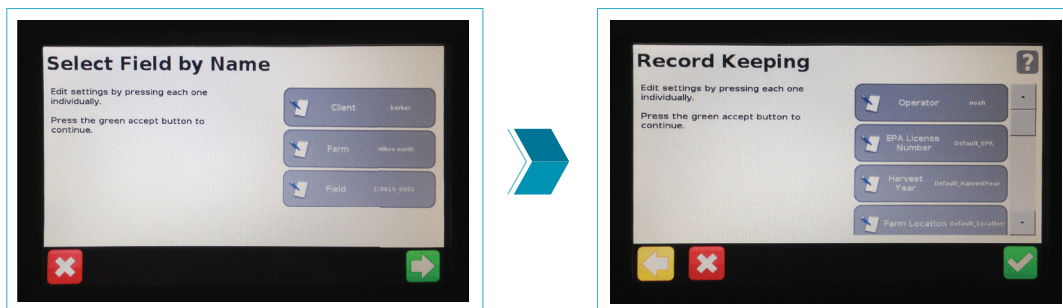 Select Field by Name
Edit settings by pressing each one
individually.
Press the green accept button to
continue.
Client barker
Farm Mikes north
Field
Record Keeping
?
Edit settings by pressing each one
individually.
Press the green accept button to
continue.
Operator noah
EPA License
Number Default_EPA
Harvest
Year Default_HarvestYear
Farm Location Default_Location